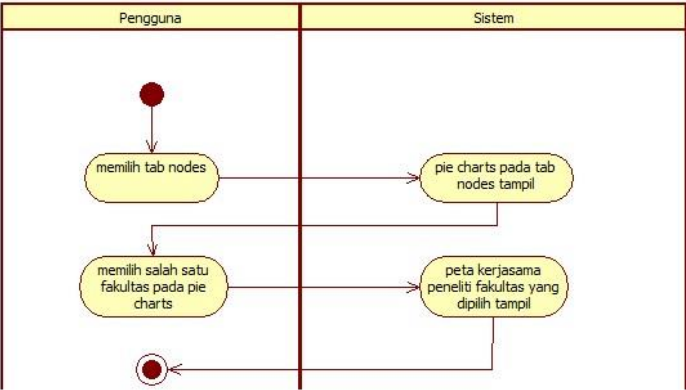 Pengguna
Sistem
memilih tab nodes
pie charts pada tab
nodes tampil
memilih salah satu
fakultas pada pie
charts
peta kerjasama
peneliti fakultas yang
dipilih tampil